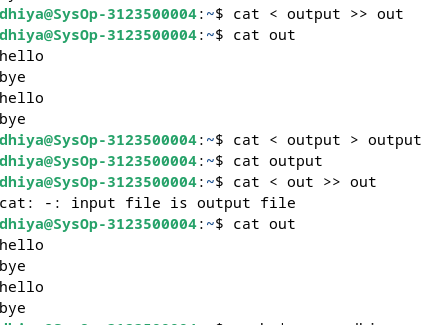 dhiya@SysOp-3123500004:~$ cat < output >> out
dhiya@SysOp-3123500004:~$ cat out
hello
bye
hello
bye
dhiya@SysOp-3123500004:~$ cat < output > output
dhiya@SysOp-3123500004:~$ cat output
dhiya@SysOp-3123500004:~$ cat < out >> out
cat: -: input file is output file
dhiya@SysOp-3123500004:~$ cat out
hello
bye
hello
bye